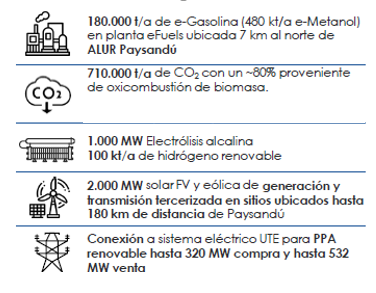 180.000 t/a de e-Gasolina (480 kt/a e-Metanol)
en planta eFuels ubicada 7 km al norte de
ALUR Paysandú
710.000 t/a de CO₂ con un ~80% proveniente
de oxicombustión de biomasa.
CO₂
1.000 MW Electrólisis alcalina
100 kt/a de hidrógeno renovable
2.000 MW solar FV y eólica de generación y
transmisión tercerizada en sitios ubicados hasta
180 km de distancia de Paysandú
Conexión a sistema eléctrico UTE para PPA
renovable hasta 320 MW compra y hasta 532
MW venta